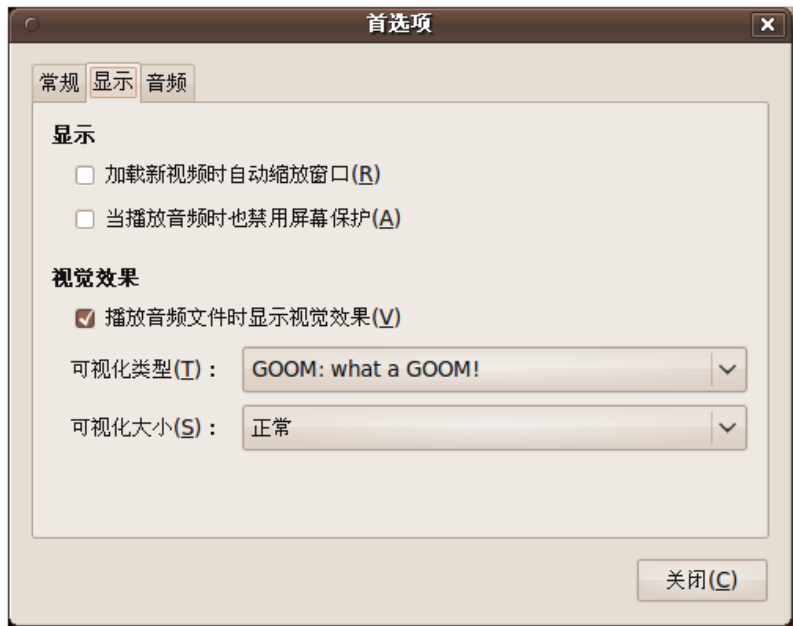 首选项
常规 显示 音频
显示
加载新视频时自动缩放窗口(R)
当播放音频时也禁用屏幕保护(A)
视觉效果
播放音频文件时显示视觉效果(V)
可视化类型(T)： GOOM: what a GOOM!
可视化大小(S)： 正常
关闭(C)